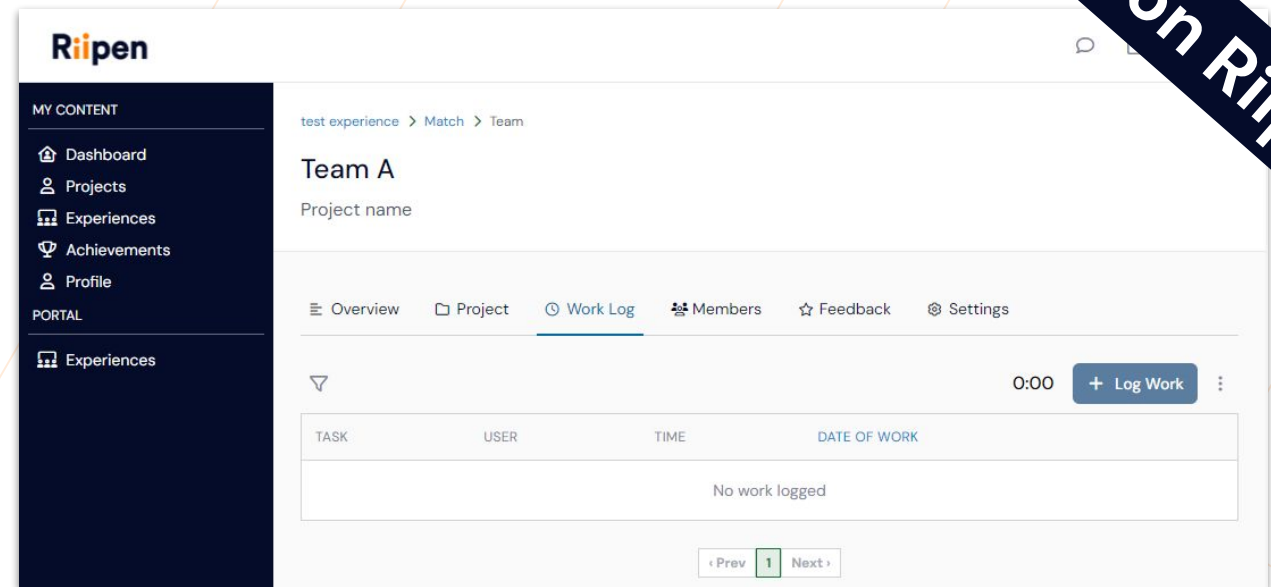 on Rii
Riipen
MY CONTENT
Dashboard
Projects
Experiences
Achievements
Profile
PORTAL
Experiences
test experience > Match > Team
Team A
Project name
Overview Project Work Log Members Feedback Settings
0:00 + Log Work
TASK USER TIME DATE OF WORK
No work logged
‹ Prev 1 Next ›